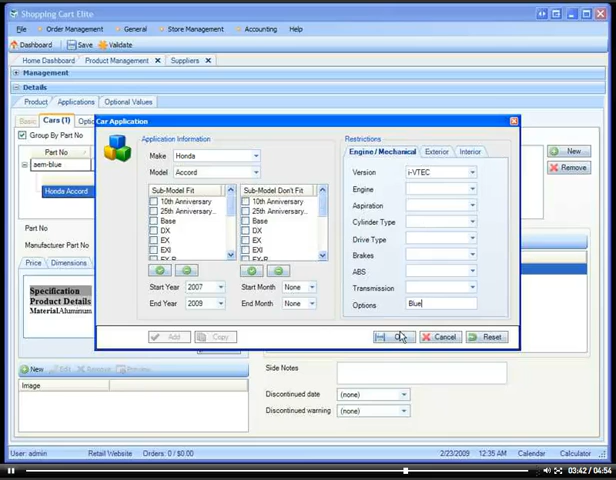 Shopping Cart Elite
File Order Management General Store Management Accounting Help
Dashboard Save Validate
Home Dashboard Product Management Suppliers
Management
Details
Product Applications Optional Values
Basic Cars (1)
Group By Part No
Part No
aem-blue
Honda Accord
New
Remove
Part No
Manufacturer Part No
Price Dimensions
Specification
Product Details
Material Aluminum
Car Application
Application Information
Make Honda
Model Accord
Sub-Model Fit Sub-Model Don't Fit
10th Anniversary 10th Anniversary
25th Anniversary... 25th Anniversary...
Base Base
DX DX
EX EX
EXI EXI
EX-R EX-R
Start Year 2007 Start Month None
End Year 2009 End Month None
Restrictions
Engine / Mechanical Exterior Interior
Version i-VTEC
Engine
Aspiration
Cylinder Type
Drive Type
Brakes
ABS
Transmission
Options Blue
Add Copy Cancel Reset
New Edit Remove Preview
Image
Side Notes
Discontinued date (none)
Discontinued warning (none)
User: admin Retail Website Orders: 0 / $0.00 2/23/2009 12:35 AM Calendar Calculator
03:42 / 04:54